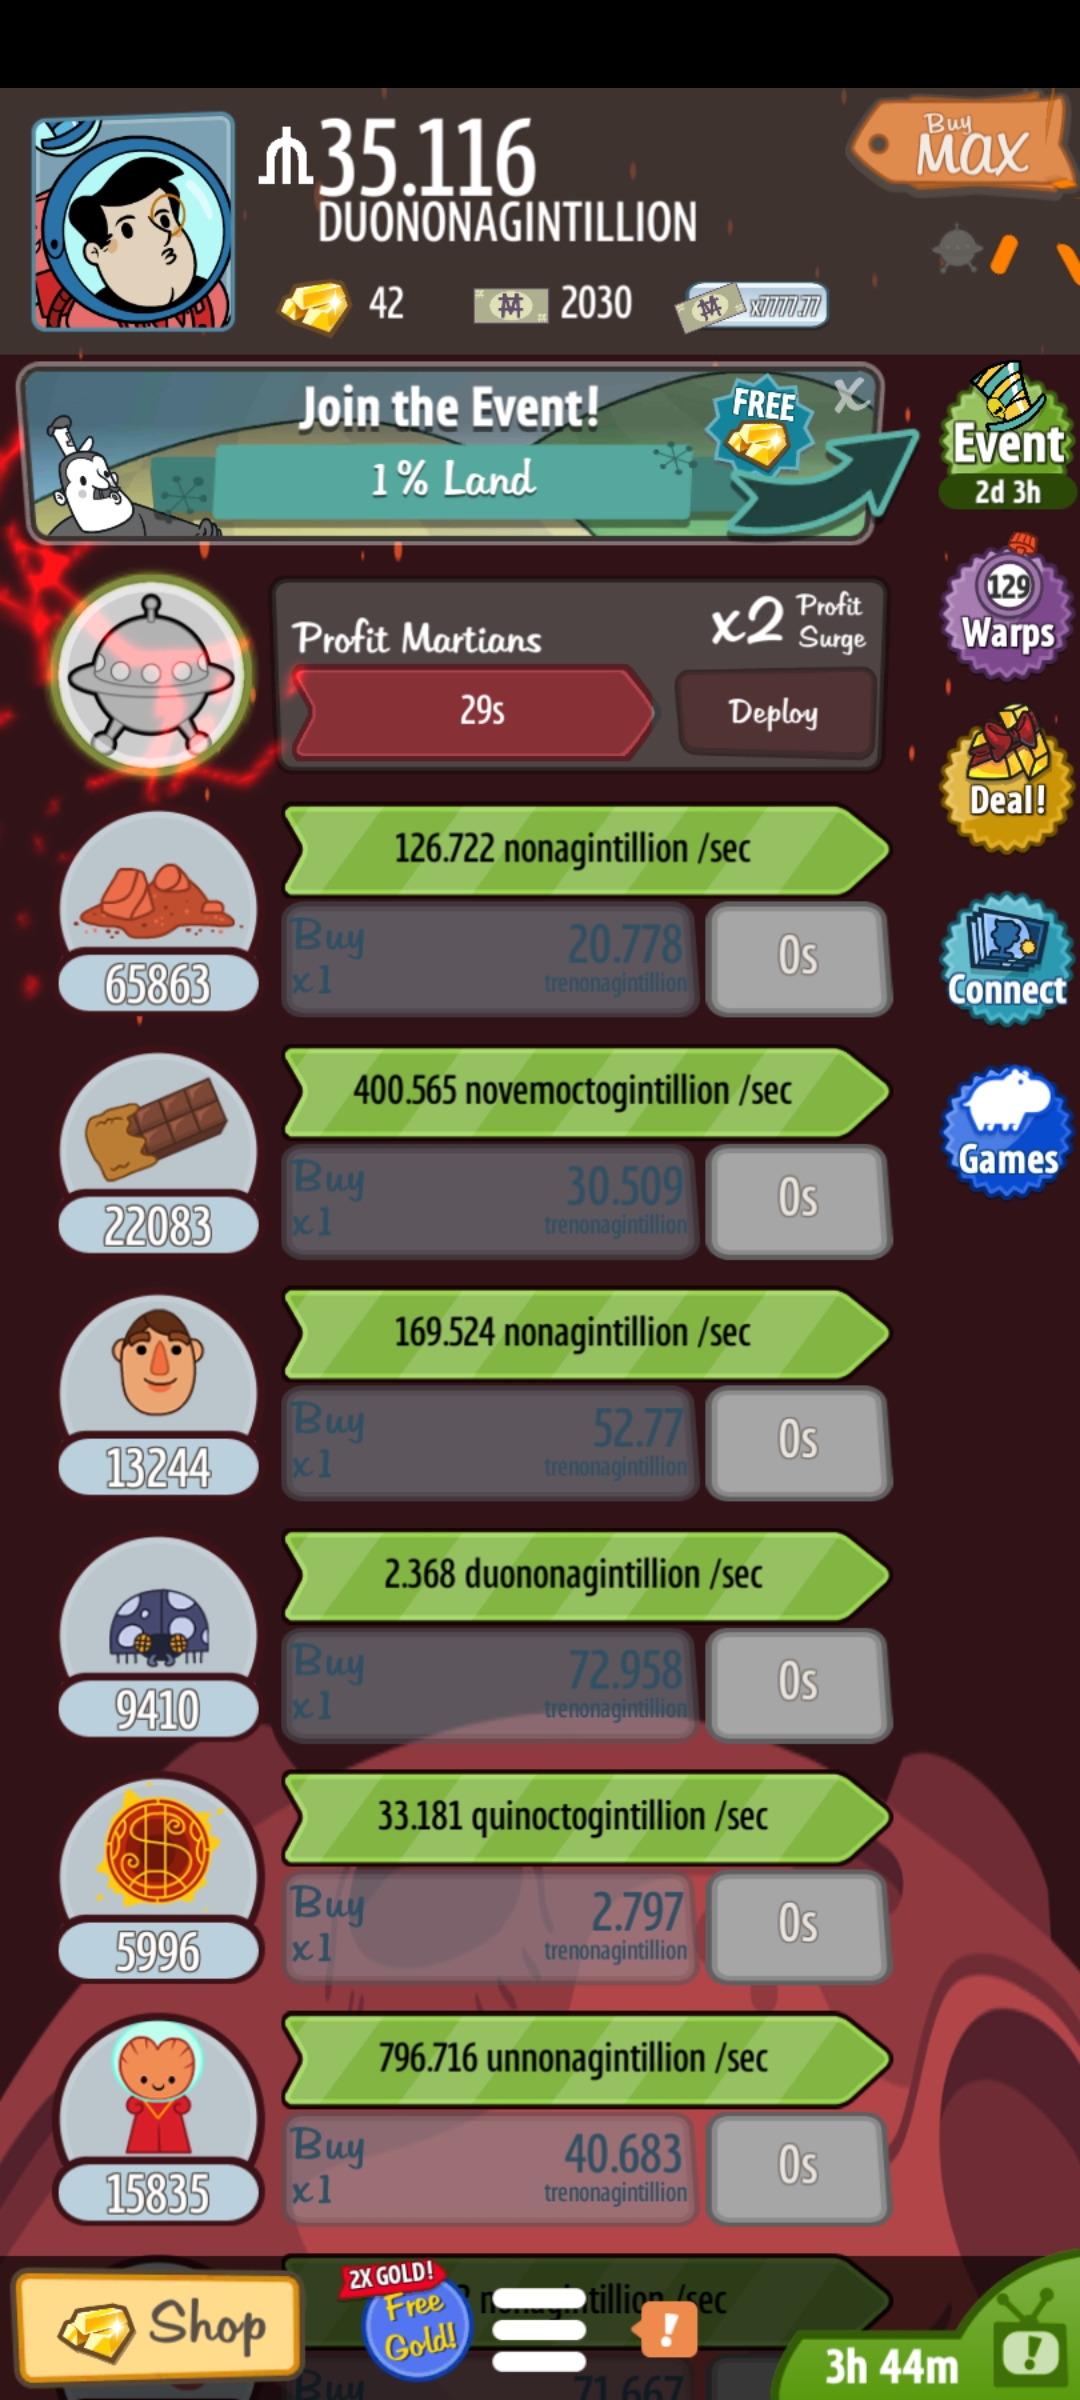 35.116
DUONONAGINTILLION
Buy
MAX
42
2030
x7777.77
Join the Event!
FREE
X
1% Land
Event
2d 3h
Profit Martians
x2 Profit Surge
29s
Deploy
129
Warps
Deal!
Connect
Games
126.722 nonagintillion /sec
65863
Buy x1
20.778
trenonagintillion
0s
400.565 novemoctogintillion /sec
22083
Buy x1
30.509
trenonagintillion
0s
169.524 nonagintillion /sec
13244
Buy x1
52.77
trenonagintillion
0s
2.368 duononagintillion /sec
9410
Buy x1
72.958
trenonagintillion
0s
33.181 quinoctogintillion /sec
5996
Buy x1
2.797
trenonagintillion
0s
796.716 unnonagintillion /sec
15835
Buy x1
40.683
trenonagintillion
0s
/sec
Shop
2X GOLD!
Free Gold!
!
3h 44m
!
Buy
71.667